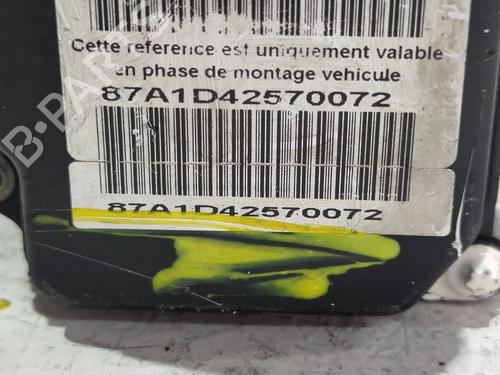 Cette reference est uniquement valable
en phase de montage vehicule
87A1D42570072
87A1D42570072